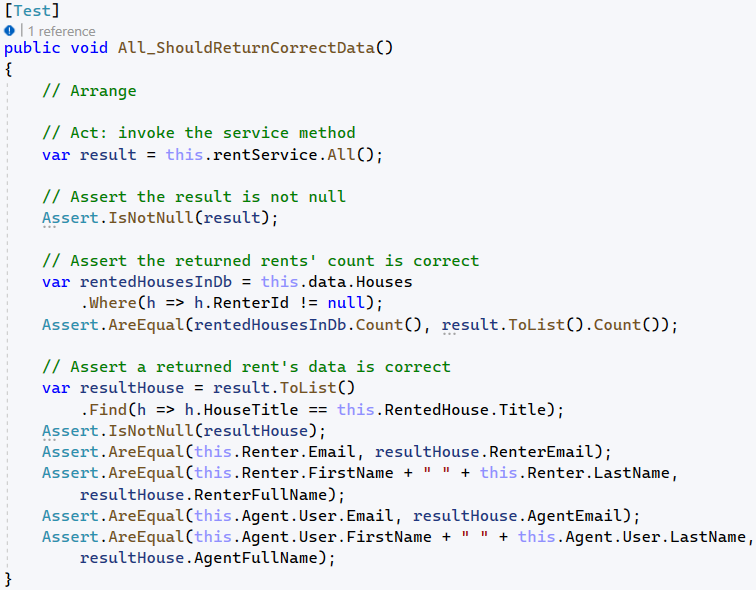 [Test]
| 1 reference
public void All_ShouldReturnCorrectData()
{
    // Arrange

    // Act: invoke the service method
    var result = this.rentService.All();

    // Assert the result is not null
    Assert.IsNotNull(result);

    // Assert the returned rents' count is correct
    var rentedHousesInDb = this.data.Houses
        .Where(h => h.RenterId != null);
    Assert.AreEqual(rentedHousesInDb.Count(), result.ToList().Count());

    // Assert a returned rent's data is correct
    var resultHouse = result.ToList()
        .Find(h => h.HouseTitle == this.RentedHouse.Title);
    Assert.IsNotNull(resultHouse);
    Assert.AreEqual(this.Renter.Email, resultHouse.RenterEmail);
    Assert.AreEqual(this.Renter.FirstName + " " + this.Renter.LastName,
        resultHouse.RenterFullName);
    Assert.AreEqual(this.Agent.User.Email, resultHouse.AgentEmail);
    Assert.AreEqual(this.Agent.User.FirstName + " " + this.Agent.User.LastName,
        resultHouse.AgentFullName);
}